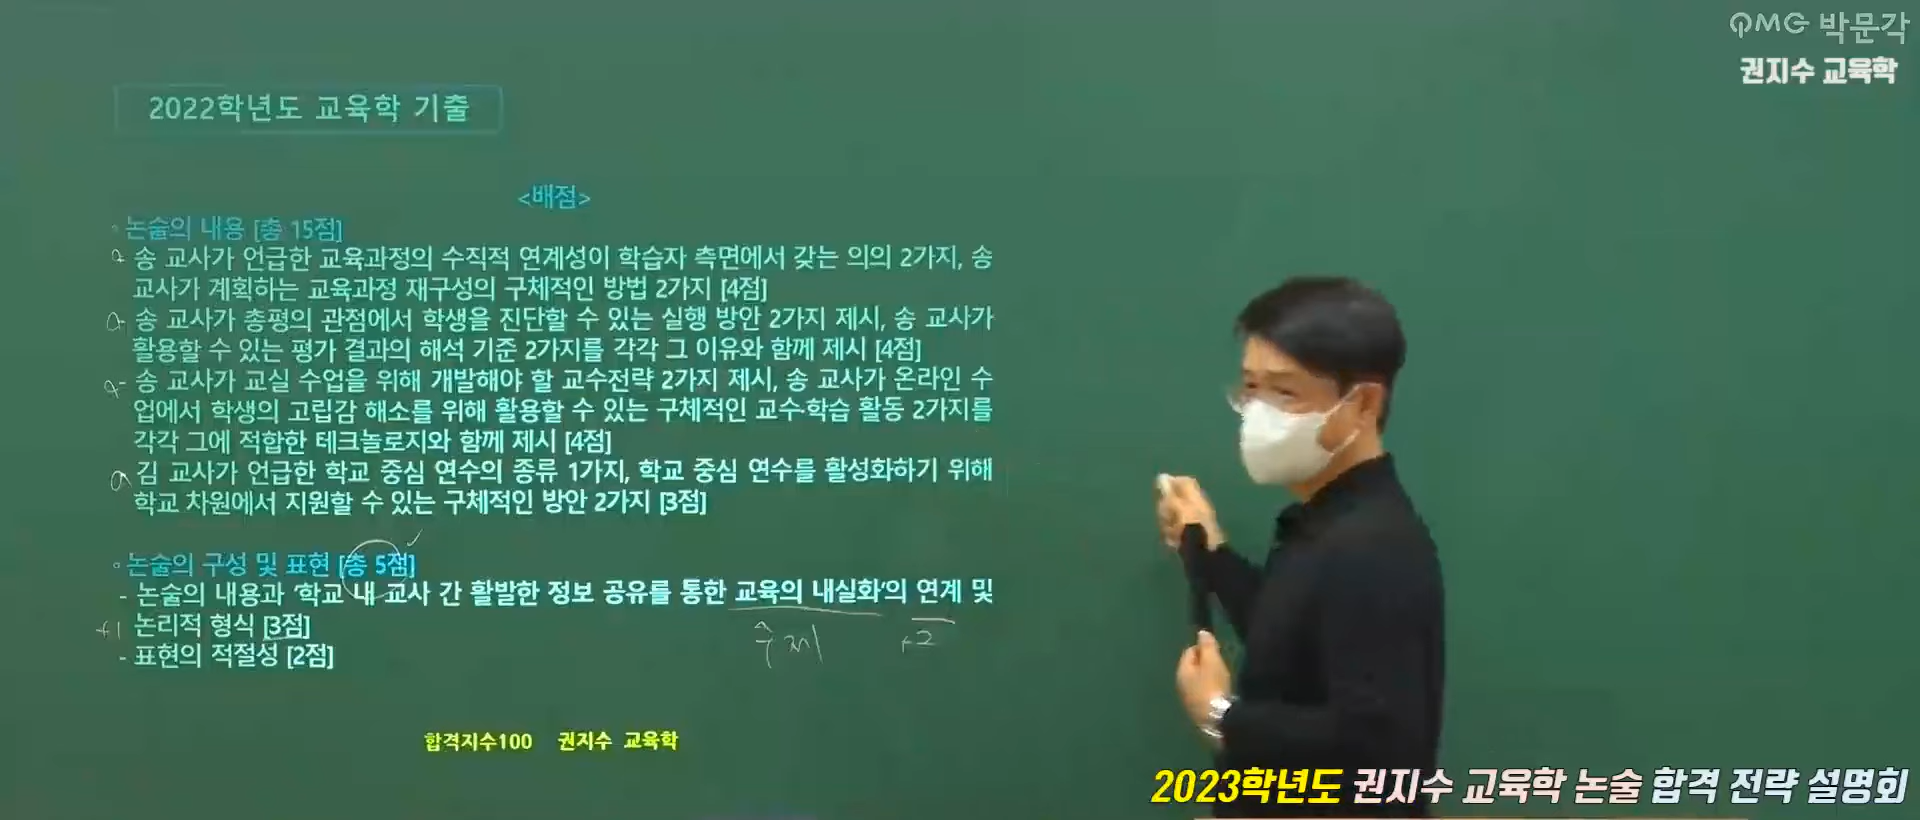 PMG 박문각
권지수 교육학
2022학년도 교육학 기출
<배점>
◦논술의 내용 [총 15점]
- 송 교사가 언급한 교육과정의 수직적 연계성이 학습자 측면에서 갖는 의의 2가지, 송
교사가 계획하는 교육과정 재구성의 구체적인 방법 2가지 [4점]
- 송 교사가 총평의 관점에서 학생을 진단할 수 있는 실행 방안 2가지 제시, 송 교사가
활용할 수 있는 평가 결과의 해석 기준 2가지를 각각 그 이유와 함께 제시 [4점]
- 송 교사가 교실 수업을 위해 개발해야 할 교수전략 2가지 제시, 송 교사가 온라인 수
업에서 학생의 고립감 해소를 위해 활용할 수 있는 구체적인 교수·학습 활동 2가지를
각각 그에 적합한 테크놀로지와 함께 제시 [4점]
- 김 교사가 언급한 학교 중심 연수의 종류 1가지, 학교 중심 연수를 활성화하기 위해
학교 차원에서 지원할 수 있는 구체적인 방안 2가지 [3점]
◦논술의 구성 및 표현 [총 5점]
- 논술의 내용과 '학교 내 교사 간 활발한 정보 공유를 통한 교육의 내실화'의 연계 및
+1 논리적 형식 [3점]
주제 +2
- 표현의 적절성 [2점]
합격지수100 권지수 교육학
2023학년도 권지수 교육학 논술 합격 전략 설명회